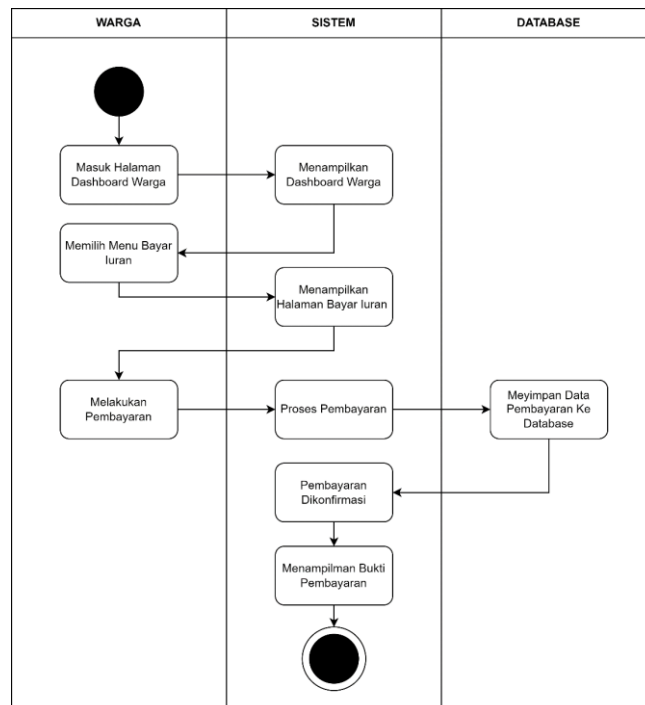 WARGA
SISTEM
DATABASE
Masuk Halaman
Dashboard Warga
Menampilkan
Dashboard Warga
Memilih Menu Bayar
Iuran
Menampilkan
Halaman Bayar Iuran
Melakukan
Pembayaran
Proses Pembayaran
Meyimpan Data
Pembayaran Ke
Database
Pembayaran
Dikonfirmasi
Menampilman Bukti
Pembayaran